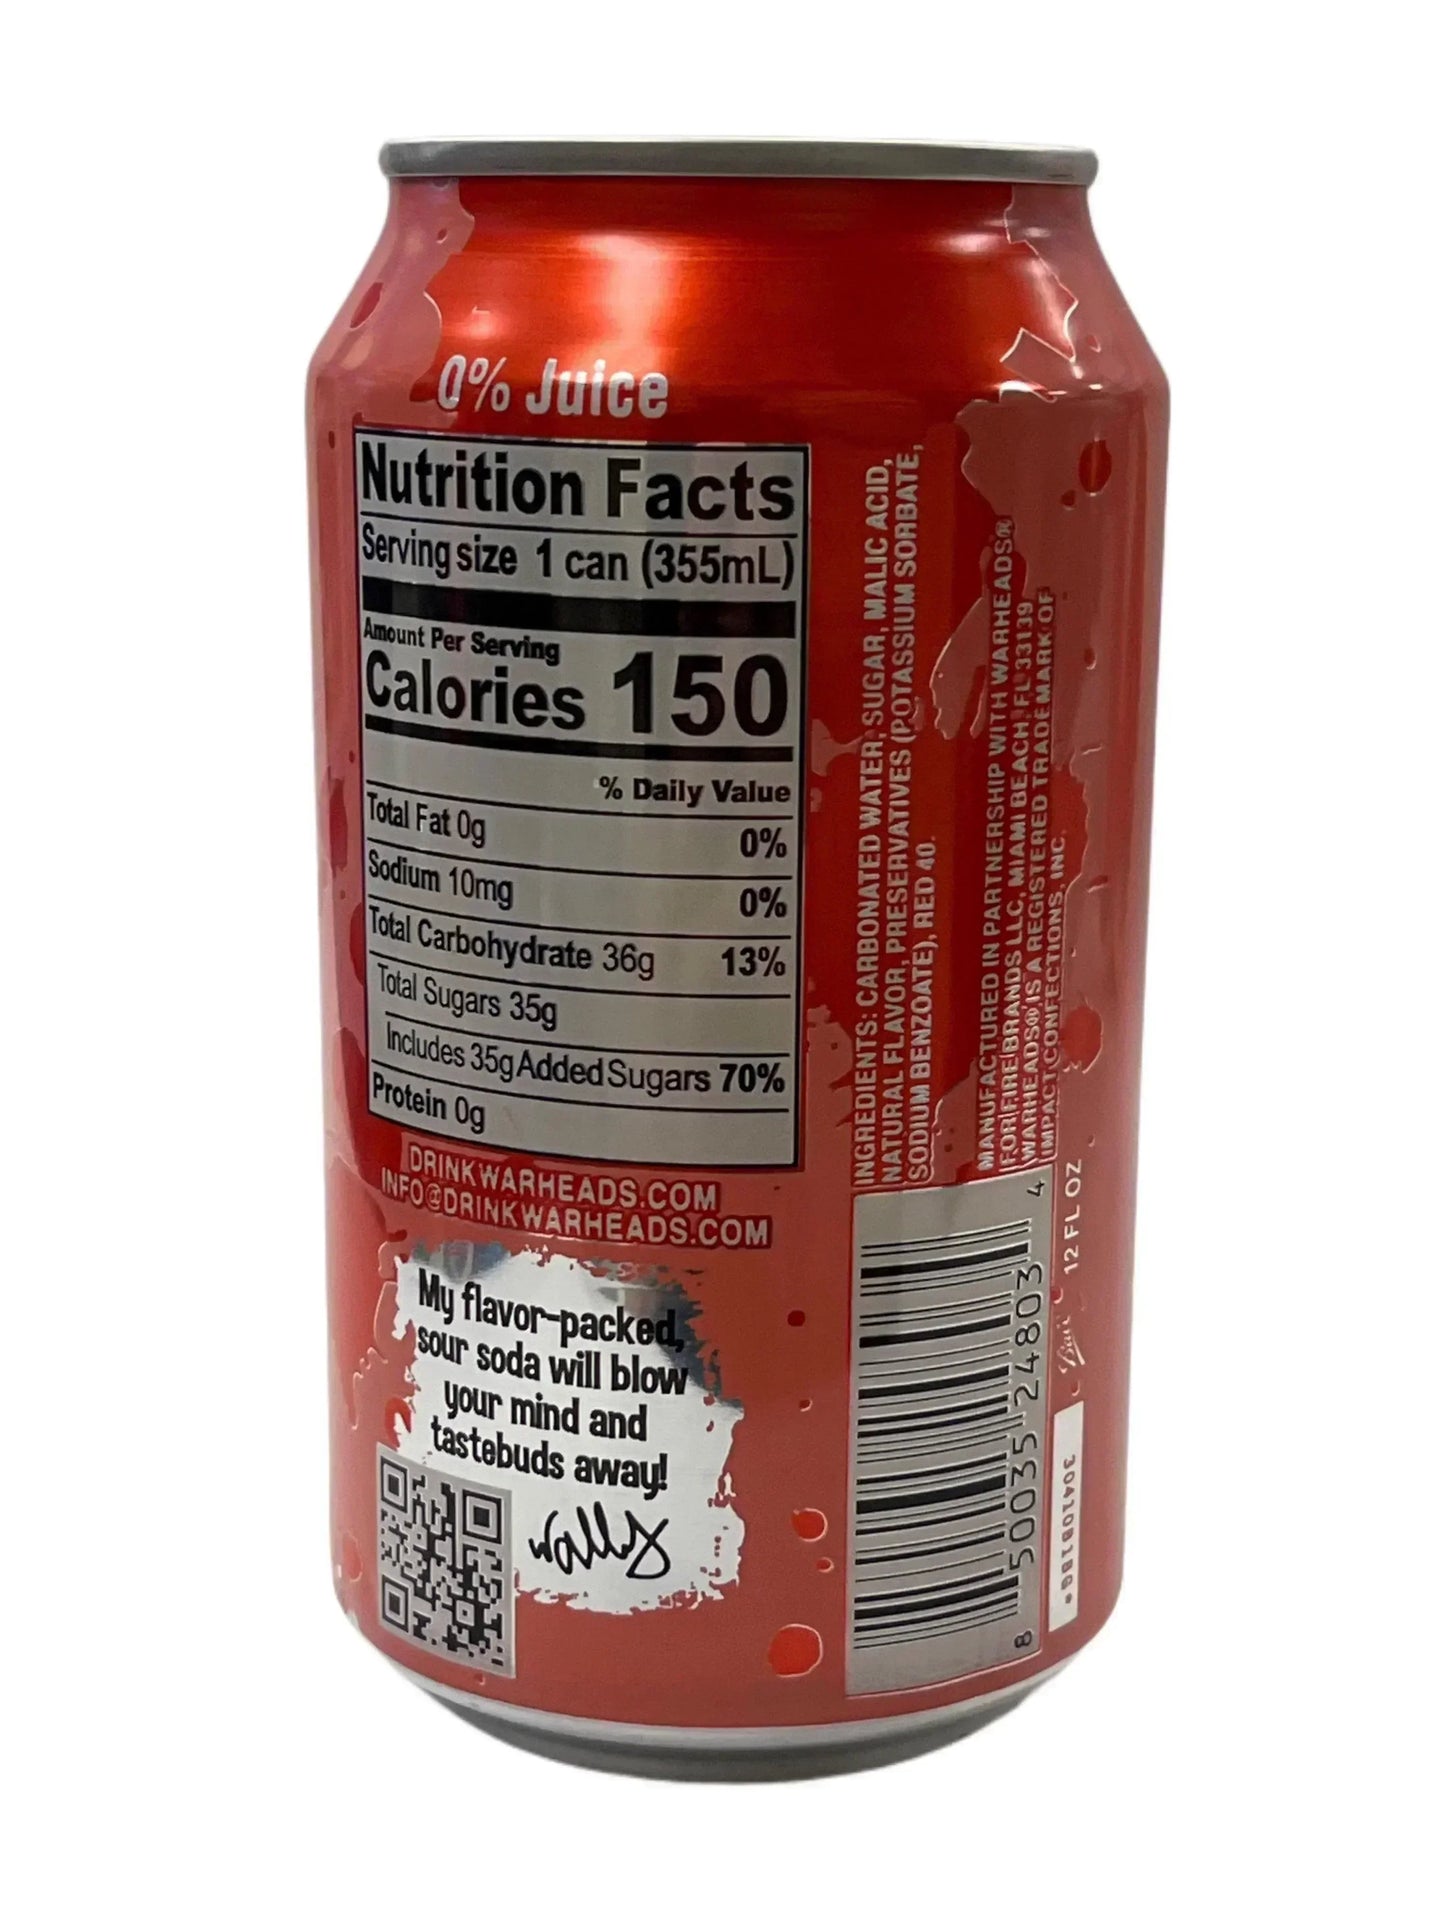 0% Juice
Nutrition Facts
Serving size 1 can (355mL)
Amount Per Serving
Calories 150
% Daily Value
Total Fat 0g 0%
Sodium 10mg 0%
Total Carbohydrate 36g 13%
Total Sugars 35g
Includes 35g Added Sugars 70%
Protein 0g
DRINKWARHEADS.COM
INFO@DRINKWARHEADS.COM
My flavor-packed,
sour soda will blow
your mind and
tastebuds away!
INGREDIENTS: CARBONATED WATER, SUGAR, MALIC ACID,
NATURAL FLAVOR, PRESERVATIVES (POTASSIUM SORBATE,
SODIUM BENZOATE), RED 40.
MANUFACTURED IN PARTNERSHIP WITH WARHEADS®
FOR FIRE BRANDS LLC, MIAMI BEACH, FL 33139
WARHEADS® IS A REGISTERED TRADEMARK OF
IMPACT CONFECTIONS, INC.
8 50035 24803 4
Ball
12 FL OZ